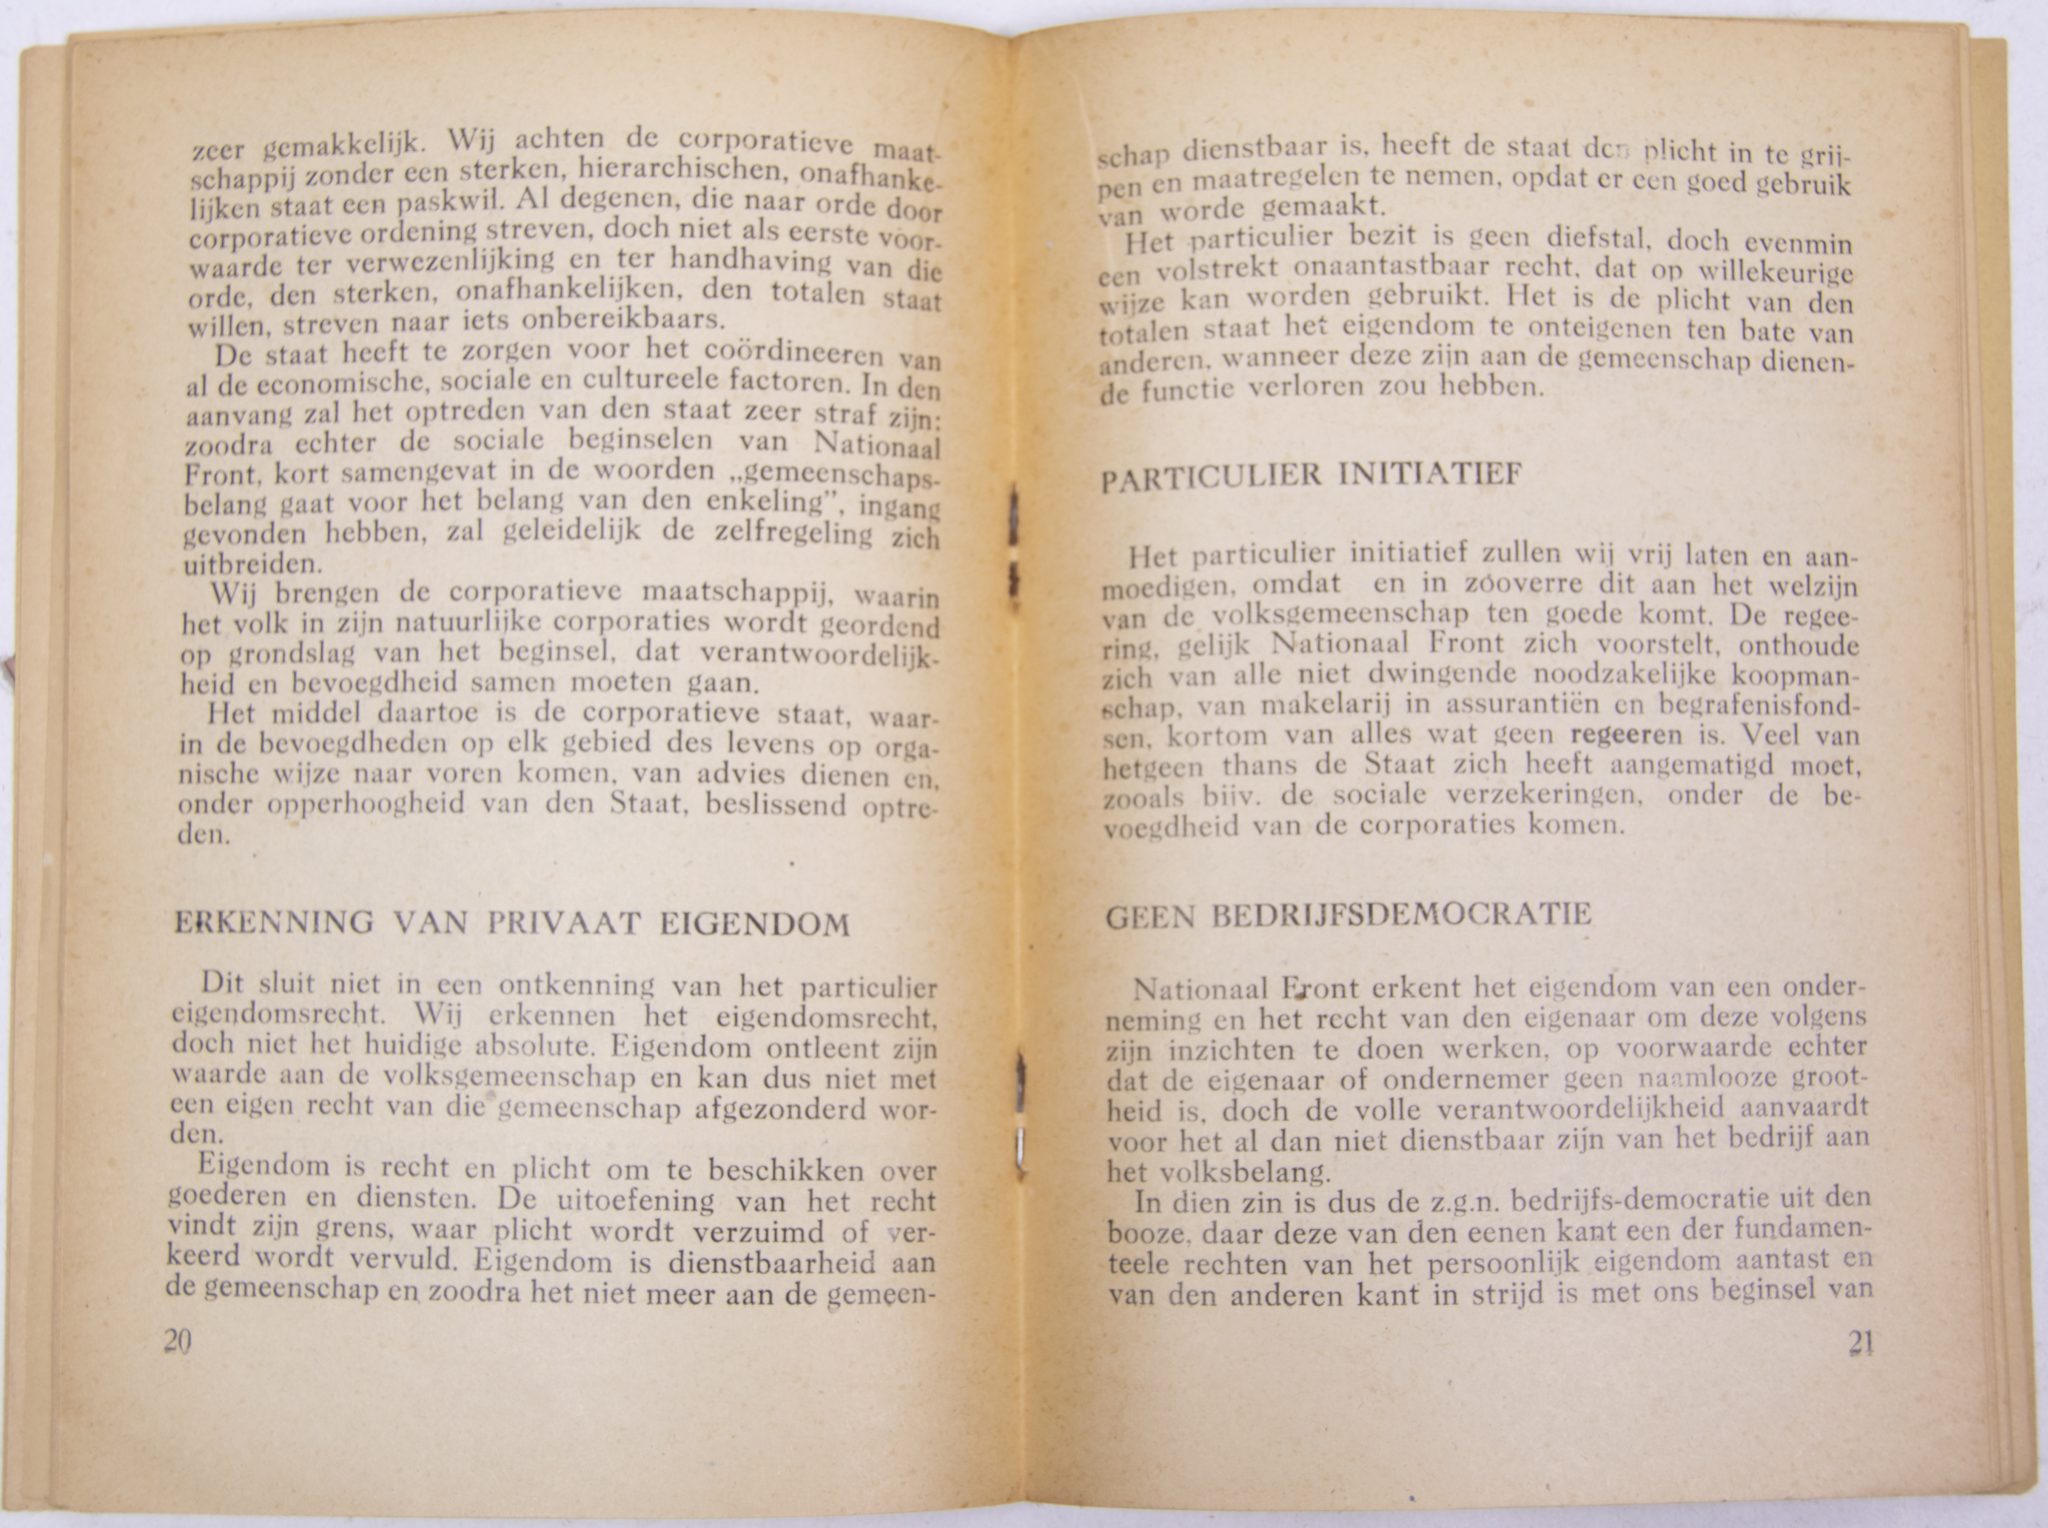 zeer gemakkelijk. Wij achten de corporatieve maat-
schappij zonder een sterken, hierarchischen, onafhanke-
lijken staat een paskwil. Al degenen, die naar orde door
corporatieve ordening streven, doch niet als eerste voor-
waarde ter verwezenlijking en ter handhaving van die
orde, den sterken, onafhankelijken, den totalen staat
willen, streven naar iets onbereikbaars.
De staat heeft te zorgen voor het coördineeren van
al de economische, sociale en cultureele factoren. In den
aanvang zal het optreden van den staat zeer straf zijn;
zoodra echter de sociale beginselen van Nationaal
Front, kort samengevat in de woorden „gemeenschaps-
belang gaat voor het belang van den enkeling”, ingang
gevonden hebben, zal geleidelijk de zelfregeling zich
uitbreiden.
Wij brengen de corporatieve maatschappij, waarin
het volk in zijn natuurlijke corporaties wordt geordend
op grondslag van het beginsel, dat verantwoordelijk-
heid en bevoegdheid samen moeten gaan.
Het middel daartoe is de corporatieve staat, waar-
in de bevoegdheden op elk gebied des levens op orga-
nische wijze naar voren komen, van advies dienen en,
onder opperhoogheid van den Staat, beslissend optre-
den.
ERKENNING VAN PRIVAAT EIGENDOM
Dit sluit niet in een ontkenning van het particulier
eigendomsrecht. Wij erkennen het eigendomsrecht,
doch niet het huidige absolute. Eigendom ontleent zijn
waarde aan de volksgemeenschap en kan dus niet met
een eigen recht van die gemeenschap afgezonderd wor-
den.
Eigendom is recht en plicht om te beschikken over
goederen en diensten. De uitoefening van het recht
vindt zijn grens, waar plicht wordt verzuimd of ver-
keerd wordt vervuld. Eigendom is dienstbaarheid aan
de gemeenschap en zoodra het niet meer aan de gemeen-
20
schap dienstbaar is, heeft de staat den plicht in te grij-
pen en maatregelen te nemen, opdat er een goed gebruik
van worde gemaakt.
Het particulier bezit is geen diefstal, doch evenmin
een volstrekt onaantastbaar recht, dat op willekeurige
wijze kan worden gebruikt. Het is de plicht van den
totalen staat het eigendom te onteigenen ten bate van
anderen, wanneer deze zijn aan de gemeenschap dienen-
de functie verloren zou hebben.
PARTICULIER INITIATIEF
Het particulier initiatief zullen wij vrij laten en aan-
moedigen, omdat en in zóoverre dit aan het welzijn
van de volksgemeenschap ten goede komt. De regee-
ring, gelijk Nationaal Front zich voorstelt, onthoude
zich van alle niet dwingende noodzakelijke koopman-
schap, van makelarij in assurantiën en begrafenisfond-
sen, kortom van alles wat geen regeeren is. Veel van
hetgeen thans de Staat zich heeft aangematigd moet,
zooals bijv. de sociale verzekeringen, onder de be-
voegdheid van de corporaties komen.
GEEN BEDRIJFSDEMOCRATIE
Nationaal Front erkent het eigendom van een onder-
neming en het recht van den eigenaar om deze volgens
zijn inzichten te doen werken, op voorwaarde echter
dat de eigenaar of ondernemer geen naamlooze groot-
heid is, doch de volle verantwoordelijkheid aanvaardt
voor het al dan niet dienstbaar zijn van het bedrijf aan
het volksbelang.
In dien zin is dus de z.g.n. bedrijfs-democratie uit den
booze, daar deze van den eenen kant een der fundamen-
teele rechten van het persoonlijk eigendom aantast en
van den anderen kant in strijd is met ons beginsel van
21